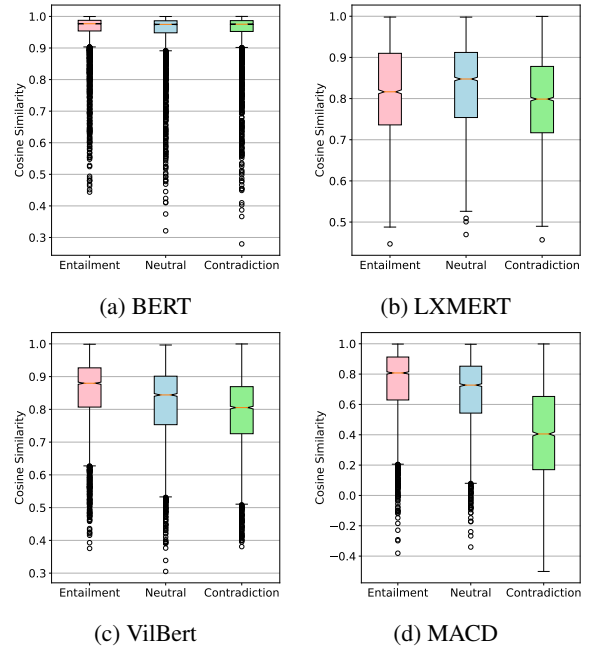 1.0
0.9
0.8
0.7
0.6
0.5
0.4
0.3
Cosine Similarity
Entailment Neutral Contradiction
(a) BERT
1.0
0.9
0.8
0.7
0.6
0.5
Cosine Similarity
Entailment Neutral Contradiction
(b) LXMERT
1.0
0.9
0.8
0.7
0.6
0.5
0.4
0.3
Cosine Similarity
Entailment Neutral Contradiction
(c) VilBert
1.0
0.8
0.6
0.4
0.2
0.0
−0.2
−0.4
Cosine Similarity
Entailment Neutral Contradiction
(d) MACD